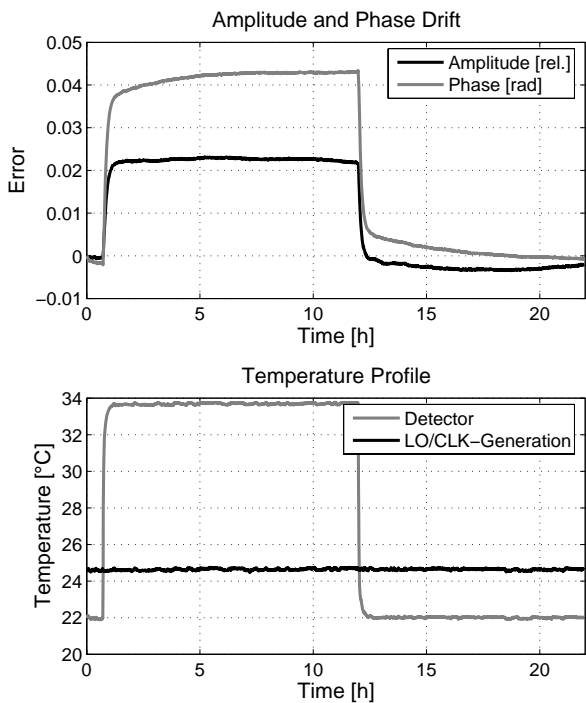 Amplitude and Phase Drift
0.05
0.04
0.03
0.02
0.01
0
−0.01
Error
Amplitude [rel.]
Phase [rad]
0 5 10 15 20
Time [h]
Temperature Profile
34
32
30
28
26
24
22
20
Temperature [°C]
Detector
LO/CLK−Generation
0 5 10 15 20
Time [h]